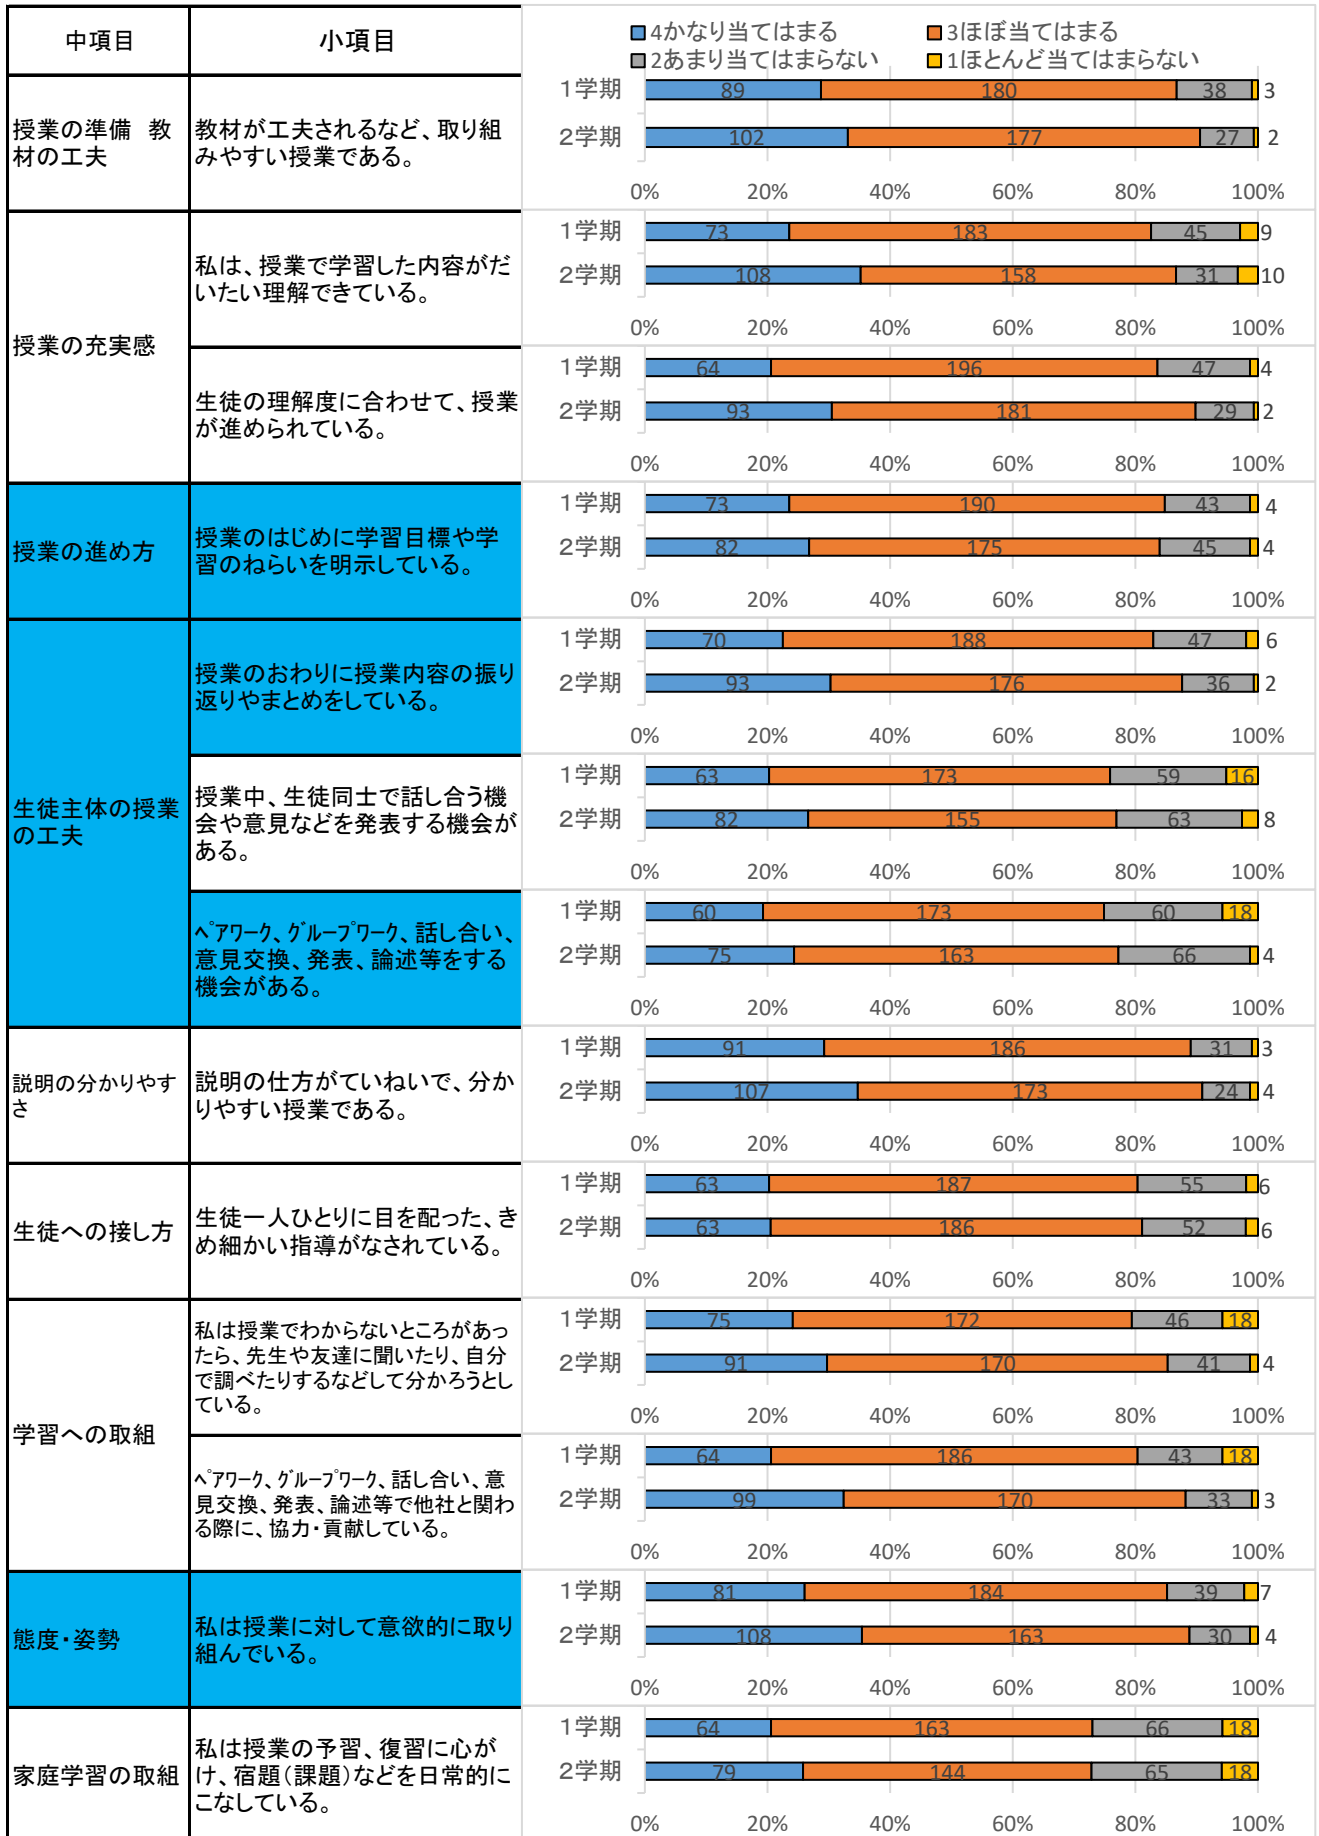 中項目 小項目
■4かなり当てはまる ■3ほぼ当てはまる
■2あまり当てはまらない ■1ほとんど当てはまらない
授業の準備 教
材の工夫
教材が工夫されるなど、取り組
みやすい授業である。
1学期 89 180 38 3
2学期 102 177 27 2
0% 20% 40% 60% 80% 100%
授業の充実感
私は、授業で学習した内容がだ
いたい理解できている。
1学期 73 183 45 9
2学期 108 158 31 10
0% 20% 40% 60% 80% 100%
生徒の理解度に合わせて、授業
が進められている。
1学期 64 196 47 4
2学期 93 181 29 2
0% 20% 40% 60% 80% 100%
授業の進め方
授業のはじめに学習目標や学
習のねらいを明示している。
1学期 73 190 43 4
2学期 82 175 45 4
0% 20% 40% 60% 80% 100%
生徒主体の授業
の工夫
授業のおわりに授業内容の振り
返りやまとめをしている。
1学期 70 188 47 6
2学期 93 176 36 2
0% 20% 40% 60% 80% 100%
授業中、生徒同士で話し合う機
会や意見などを発表する機会が
ある。
1学期 63 173 59 16
2学期 82 155 63 8
0% 20% 40% 60% 80% 100%
ﾍﾟｱﾜｰｸ、ｸﾞﾙｰﾌﾟﾜｰｸ、話し合い、
意見交換、発表、論述等をする
機会がある。
1学期 60 173 60 18
2学期 75 163 66 4
0% 20% 40% 60% 80% 100%
説明の分かりやす
さ
説明の仕方がていねいで、分か
りやすい授業である。
1学期 91 186 31 3
2学期 107 173 24 4
0% 20% 40% 60% 80% 100%
生徒への接し方
生徒一人ひとりに目を配った、き
め細かい指導がなされている。
1学期 63 187 55 6
2学期 63 186 52 6
0% 20% 40% 60% 80% 100%
学習への取組
私は授業でわからないところがあっ
たら、先生や友達に聞いたり、自分
で調べたりするなどして分かろうとし
ている。
1学期 75 172 46 18
2学期 91 170 41 4
0% 20% 40% 60% 80% 100%
ﾍﾟｱﾜｰｸ、ｸﾞﾙｰﾌﾟﾜｰｸ、話し合い、意
見交換、発表、論述等で他社と関わ
る際に、協力・貢献している。
1学期 64 186 43 18
2学期 99 170 33 3
0% 20% 40% 60% 80% 100%
態度・姿勢
私は授業に対して意欲的に取り
組んでいる。
1学期 81 184 39 7
2学期 108 163 30 4
0% 20% 40% 60% 80% 100%
家庭学習の取組
私は授業の予習、復習に心が
け、宿題(課題)などを日常的に
こなしている。
1学期 64 163 66 18
2学期 79 144 65 18
0% 20% 40% 60% 80% 100%